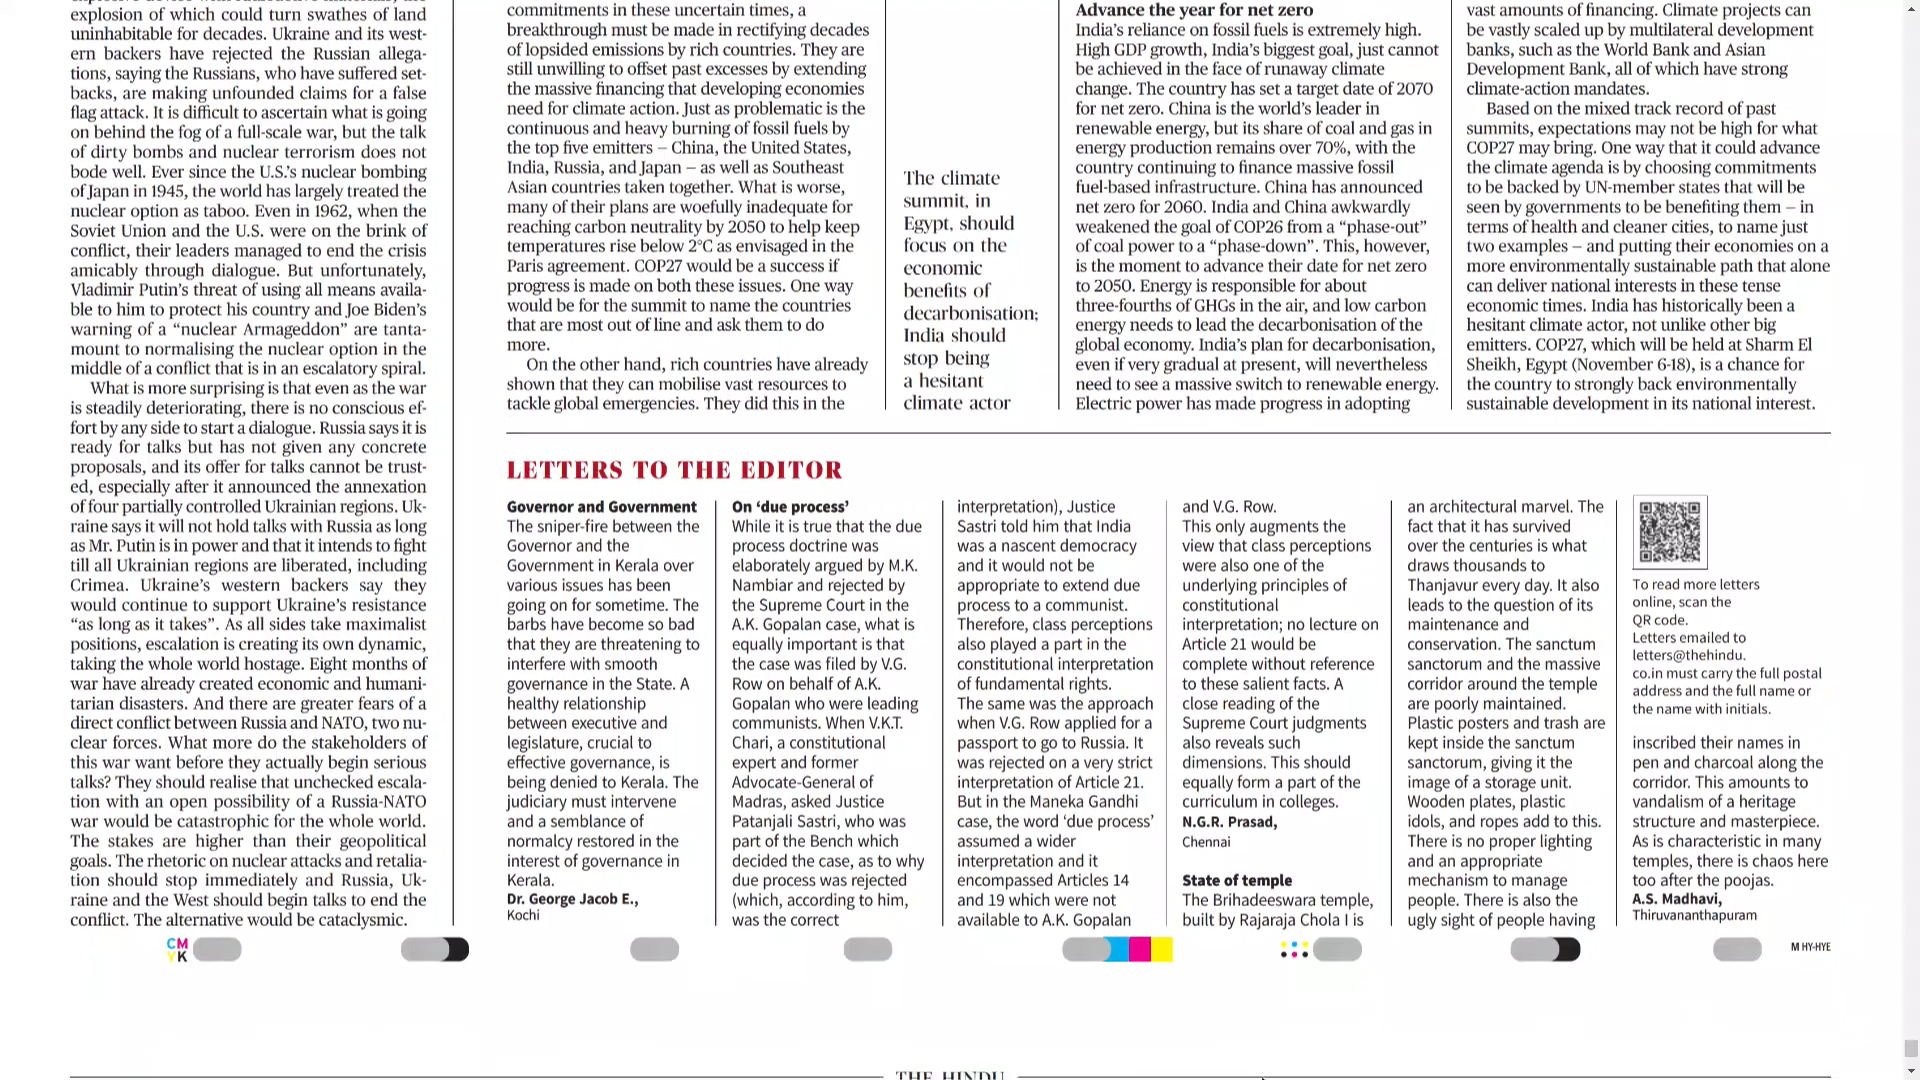 explosion of which could turn swathes of land
uninhabitable for decades. Ukraine and its west-
ern backers have rejected the Russian allega-
tions, saying the Russians, who have suffered set-
backs, are making unfounded claims for a false
flag attack. It is difficult to ascertain what is going
on behind the fog of a full-scale war, but the talk
of dirty bombs and nuclear terrorism does not
bode well. Ever since the U.S.'s nuclear bombing
of Japan in 1945, the world has largely treated the
nuclear option as taboo. Even in 1962, when the
Soviet Union and the U.S. were on the brink of
conflict, their leaders managed to end the crisis
amicably through dialogue. But unfortunately,
Vladimir Putin's threat of using all means availa-
ble to him to protect his country and Joe Biden's
warning of a “nuclear Armageddon” are tanta-
mount to normalising the nuclear option in the
middle of a conflict that is in an escalatory spiral.
What is more surprising is that even as the war
is steadily deteriorating, there is no conscious ef-
fort by any side to start a dialogue. Russia says it is
ready for talks but has not given any concrete
proposals, and its offer for talks cannot be trust-
ed, especially after it announced the annexation
of four partially controlled Ukrainian regions. Uk-
raine says it will not hold talks with Russia as long
as Mr. Putin is in power and that it intends to fight
till all Ukrainian regions are liberated, including
Crimea. Ukraine's western backers say they
would continue to support Ukraine's resistance
“as long as it takes”. As all sides take maximalist
positions, escalation is creating its own dynamic,
taking the whole world hostage. Eight months of
war have already created economic and humani-
tarian disasters. And there are greater fears of a
direct conflict between Russia and NATO, two nu-
clear forces. What more do the stakeholders of
this war want before they actually begin serious
talks? They should realise that unchecked escala-
tion with an open possibility of a Russia-NATO
war would be catastrophic for the whole world.
The stakes are higher than their geopolitical
goals. The rhetoric on nuclear attacks and retalia-
tion should stop immediately and Russia, Uk-
raine and the West should begin talks to end the
conflict. The alternative would be cataclysmic.
commitments in these uncertain times, a
breakthrough must be made in rectifying decades
of lopsided emissions by rich countries. They are
still unwilling to offset past excesses by extending
the massive financing that developing economies
need for climate action. Just as problematic is the
continuous and heavy burning of fossil fuels by
the top five emitters — China, the United States,
India, Russia, and Japan — as well as Southeast
Asian countries taken together. What is worse,
many of their plans are woefully inadequate for
reaching carbon neutrality by 2050 to help keep
temperatures rise below 2°C as envisaged in the
Paris agreement. COP27 would be a success if
progress is made on both these issues. One way
would be for the summit to name the countries
that are most out of line and ask them to do
more.
On the other hand, rich countries have already
shown that they can mobilise vast resources to
tackle global emergencies. They did this in the
The climate
summit, in
Egypt, should
focus on the
economic
benefits of
decarbonisation;
India should
stop being
a hesitant
climate actor
Advance the year for net zero
India's reliance on fossil fuels is extremely high.
High GDP growth, India's biggest goal, just cannot
be achieved in the face of runaway climate
change. The country has set a target date of 2070
for net zero. China is the world's leader in
renewable energy, but its share of coal and gas in
energy production remains over 70%, with the
country continuing to finance massive fossil
fuel-based infrastructure. China has announced
net zero for 2060. India and China awkwardly
weakened the goal of COP26 from a “phase-out”
of coal power to a “phase-down”. This, however,
is the moment to advance their date for net zero
to 2050. Energy is responsible for about
three-fourths of GHGs in the air, and low carbon
energy needs to lead the decarbonisation of the
global economy. India's plan for decarbonisation,
even if very gradual at present, will nevertheless
need to see a massive switch to renewable energy.
Electric power has made progress in adopting
vast amounts of financing. Climate projects can
be vastly scaled up by multilateral development
banks, such as the World Bank and Asian
Development Bank, all of which have strong
climate-action mandates.
Based on the mixed track record of past
summits, expectations may not be high for what
COP27 may bring. One way that it could advance
the climate agenda is by choosing commitments
to be backed by UN-member states that will be
seen by governments to be benefiting them — in
terms of health and cleaner cities, to name just
two examples — and putting their economies on a
more environmentally sustainable path that alone
can deliver national interests in these tense
economic times. India has historically been a
hesitant climate actor, not unlike other big
emitters. COP27, which will be held at Sharm El
Sheikh, Egypt (November 6-18), is a chance for
the country to strongly back environmentally
sustainable development in its national interest.
LETTERS TO THE EDITOR
Governor and Government
The sniper-fire between the
Governor and the
Government in Kerala over
various issues has been
going on for sometime. The
barbs have become so bad
that they are threatening to
interfere with smooth
governance in the State. A
healthy relationship
between executive and
legislature, crucial to
effective governance, is
being denied to Kerala. The
judiciary must intervene
and a semblance of
normalcy restored in the
interest of governance in
Kerala.
Dr. George Jacob E.,
Kochi
On ‘due process’
While it is true that the due
process doctrine was
elaborately argued by M.K.
Nambiar and rejected by
the Supreme Court in the
A.K. Gopalan case, what is
equally important is that
the case was filed by V.G.
Row on behalf of A.K.
Gopalan who were leading
communists. When V.K.T.
Chari, a constitutional
expert and former
Advocate-General of
Madras, asked Justice
Patanjali Sastri, who was
part of the Bench which
decided the case, as to why
due process was rejected
(which, according to him,
was the correct
interpretation), Justice
Sastri told him that India
was a nascent democracy
and it would not be
appropriate to extend due
process to a communist.
Therefore, class perceptions
also played a part in the
constitutional interpretation
of fundamental rights.
The same was the approach
when V.G. Row applied for a
passport to go to Russia. It
was rejected on a very strict
interpretation of Article 21.
But in the Maneka Gandhi
case, the word ‘due process’
assumed a wider
interpretation and it
encompassed Articles 14
and 19 which were not
available to A.K. Gopalan
and V.G. Row.
This only augments the
view that class perceptions
were also one of the
underlying principles of
constitutional
interpretation; no lecture on
Article 21 would be
complete without reference
to these salient facts. A
close reading of the
Supreme Court judgments
also reveals such
dimensions. This should
equally form a part of the
curriculum in colleges.
N.G.R. Prasad,
Chennai
State of temple
The Brihadeeswara temple,
built by Rajaraja Chola I is
an architectural marvel. The
fact that it has survived
over the centuries is what
draws thousands to
Thanjavur every day. It also
leads to the question of its
maintenance and
conservation. The sanctum
sanctorum and the massive
corridor around the temple
are poorly maintained.
Plastic posters and trash are
kept inside the sanctum
sanctorum, giving it the
image of a storage unit.
Wooden plates, plastic
idols, and ropes add to this.
There is no proper lighting
and an appropriate
mechanism to manage
people. There is also the
ugly sight of people having
To read more letters
online, scan the
QR code.
Letters emailed to
letters@thehindu.
co.in must carry the full postal
address and the full name or
the name with initials.
inscribed their names in
pen and charcoal along the
corridor. This amounts to
vandalism of a heritage
structure and masterpiece.
As is characteristic in many
temples, there is chaos here
too after the poojas.
A.S. Madhavi,
Thiruvananthapuram
CM
YK
M HY-HYE
THE HINDU